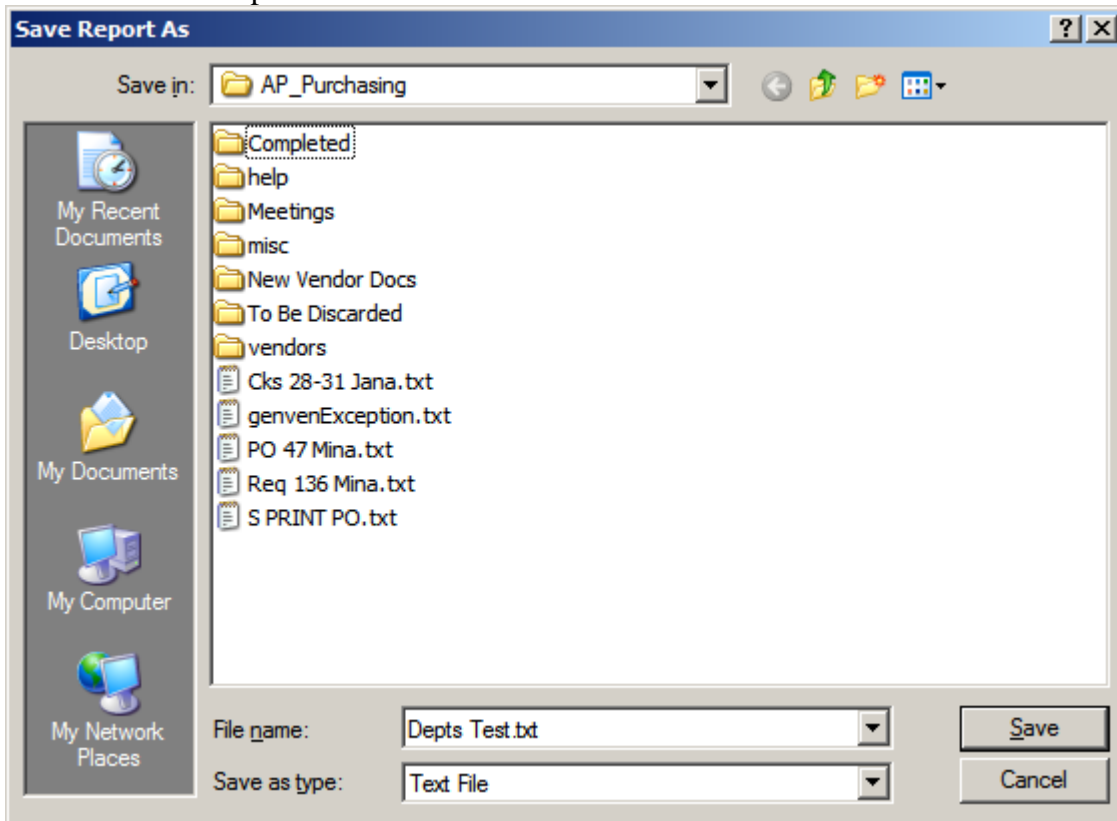 Save Report As
Save in: AP_Purchasing
My Recent
Documents
Desktop
My Documents
My Computer
My Network
Places
Completed
help
Meetings
misc
New Vendor Docs
To Be Discarded
vendors
Cks 28-31 Jana.txt
genvenException.txt
PO 47 Mina.txt
Req 136 Mina.txt
S PRINT PO.txt
File name: Depts Test.txt Save
Save as type: Text File Cancel